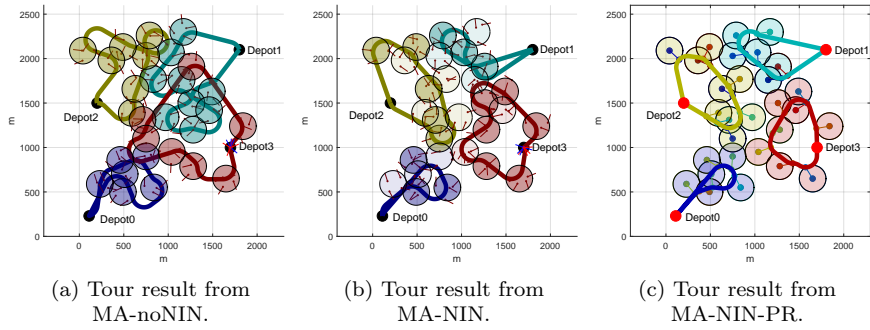 2500
2000
1500
1000
500
0
m
0 500 1000 1500 2000
m
Depot1
Depot2
Depot3
Depot0
(a) Tour result from
MA-noNIN.
2500
2000
1500
1000
500
0
m
0 500 1000 1500 2000
m
Depot1
Depot2
Depot3
Depot0
(b) Tour result from
MA-NIN.
2500
2000
1500
1000
500
0
m
0 500 1000 1500 2000
m
Depot1
Depot2
Depot3
Depot0
(c) Tour result from
MA-NIN-PR.